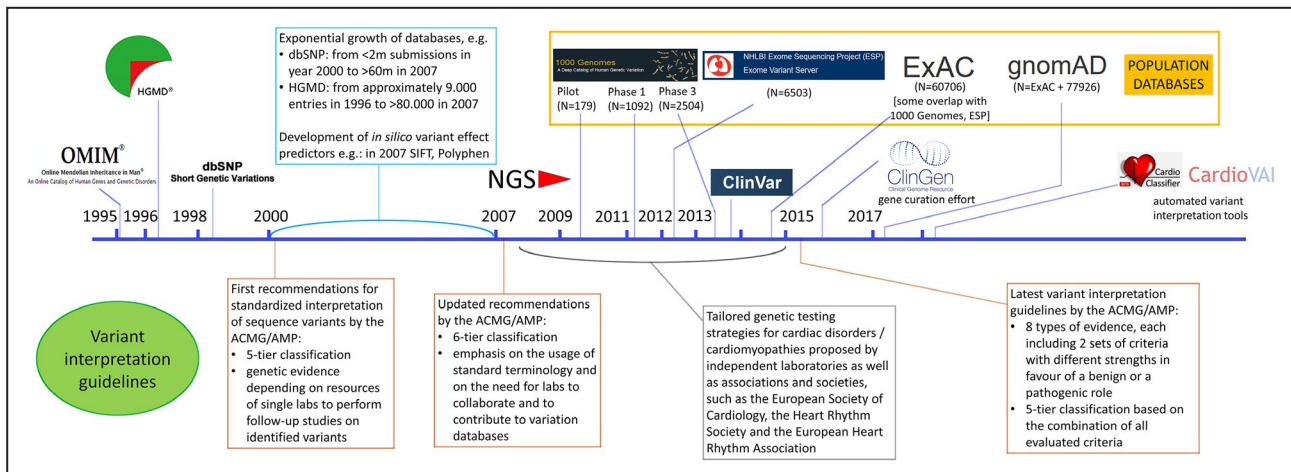 HGMD®
OMIM®
Online Mendelian Inheritance in Man®
An Online Catalog of Human Genes and Genetic Disorders
dbSNP
Short Genetic Variations
Exponential growth of databases, e.g.
• dbSNP: from <2m submissions in
year 2000 to >60m in 2007
• HGMD: from approximately 9.000
entries in 1996 to >80.000 in 2007
Development of in silico variant effect
predictors e.g.: in 2007 SIFT, Polyphen
NGS
1000 Genomes
A Deep Catalog of Human Genetic Variation
Pilot
(N=179)
Phase 1
(N=1092)
Phase 3
(N=2504)
NHLBI Exome Sequencing Project (ESP)
Exome Variant Server
(N=6503)
ExAC
(N=60706)
[some overlap with
1000 Genomes, ESP]
gnomAD
(N=ExAC + 77926)
POPULATION
DATABASES
ClinVar
ClinGen
Clinical Genome Resource
gene curation effort
Cardio
Classifier
CardioVAI
automated variant
interpretation tools
1995 1996 1998 2000 2007 2009 2011 2012 2013 2015 2017
Variant
interpretation
guidelines
First recommendations for
standardized interpretation
of sequence variants by the
ACMG/AMP:
• 5-tier classification
• genetic evidence
depending on resources
of single labs to perform
follow-up studies on
identified variants
Updated recommendations
by the ACMG/AMP:
• 6-tier classification
• emphasis on the usage of
standard terminology and
on the need for labs to
collaborate and to
contribute to variation
databases
Tailored genetic testing
strategies for cardiac disorders /
cardiomyopathies proposed by
independent laboratories as well
as associations and societies,
such as the European Society of
Cardiology, the Heart Rhythm
Society and the European Heart
Rhythm Association
Latest variant interpretation
guidelines by the ACMG/AMP:
• 8 types of evidence, each
including 2 sets of criteria
with different strengths in
favour of a benign or a
pathogenic role
• 5-tier classification based on
the combination of all
evaluated criteria